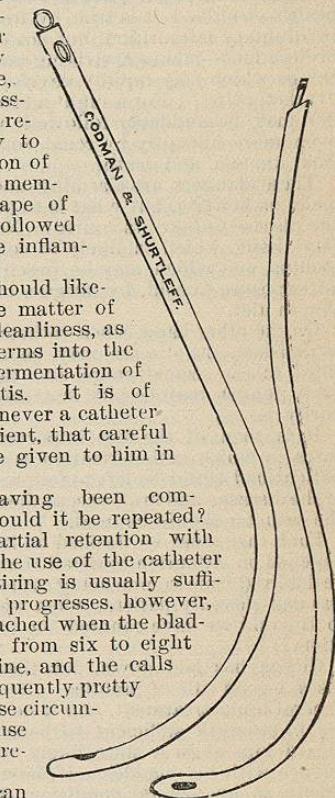 r
e,
ss-
re-
y to
on of
mem-
ape of
ollowed
e inflam-
hould like-
e matter of
leanliness, as
erms into the
ermentation of
tis. It is of
never a catheter
ient, that careful
e given to him in
aving been com-
ould it be repeated?
artial retention with
he use of the catheter
iring is usually suffi-
progresses. however,
ached when the blad-
from six to eight
ine, and the calls
quently pretty
se circum-
use
re-
can
CODMAN & SHURTLEFF.